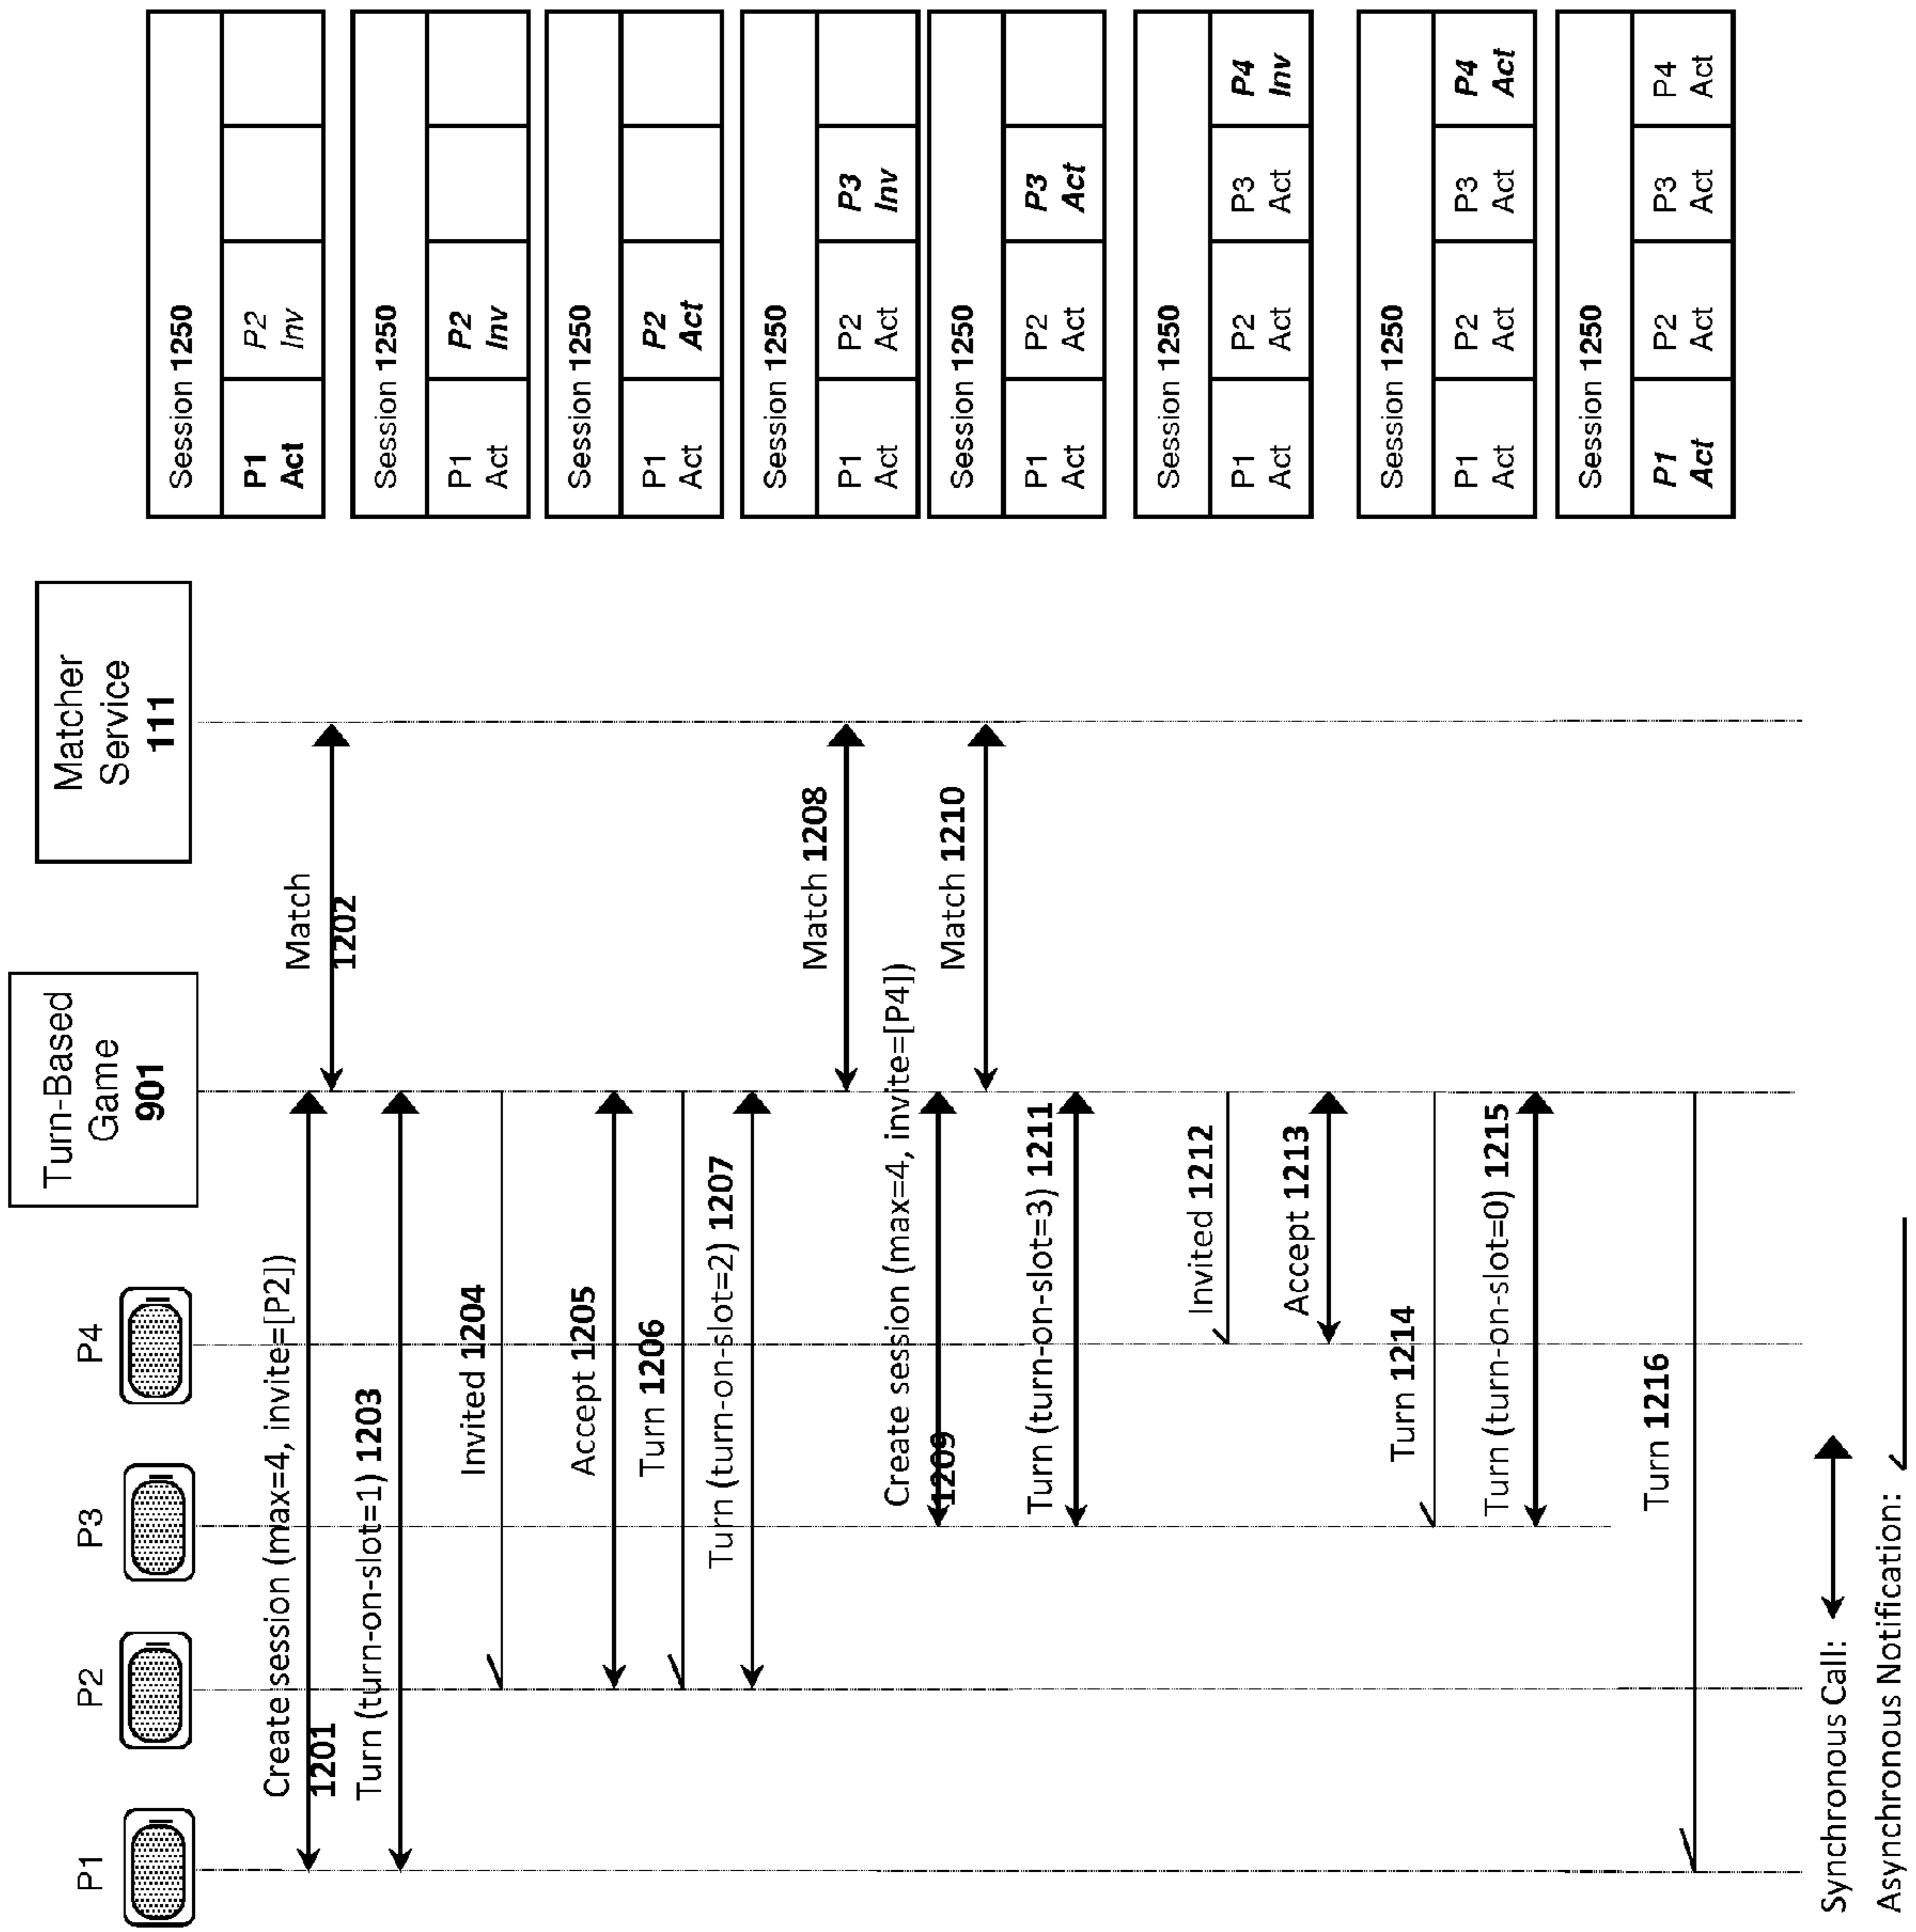 P1
P2
P3
P4
Turn-Based
Game
901
Matcher
Service
111
Create session (max=4, invite=[P2])
1201
Match
1202
Turn (turn-on-slot=1) 1203
Invited 1204
Accept 1205
Turn 1206
Turn (turn-on-slot=2) 1207
Match 1208
Create session (max=4, invite=[P4])
1209
Match 1210
Turn (turn-on-slot=3) 1211
Invited 1212
Accept 1213
Turn 1214
Turn (turn-on-slot=0) 1215
Turn 1216
Session 1250
P1 P2
Act Inv
Session 1250
P1 P2
Act Inv
Session 1250
P1 P2
Act Act
Session 1250
P1 P2 P3
Act Act Inv
Session 1250
P1 P2 P3
Act Act Act
Session 1250
P1 P2 P3 P4
Act Act Act Inv
Session 1250
P1 P2 P3 P4
Act Act Act Act
Session 1250
P1 P2 P3 P4
Act Act Act Act
Synchronous Call:
Asynchronous Notification: